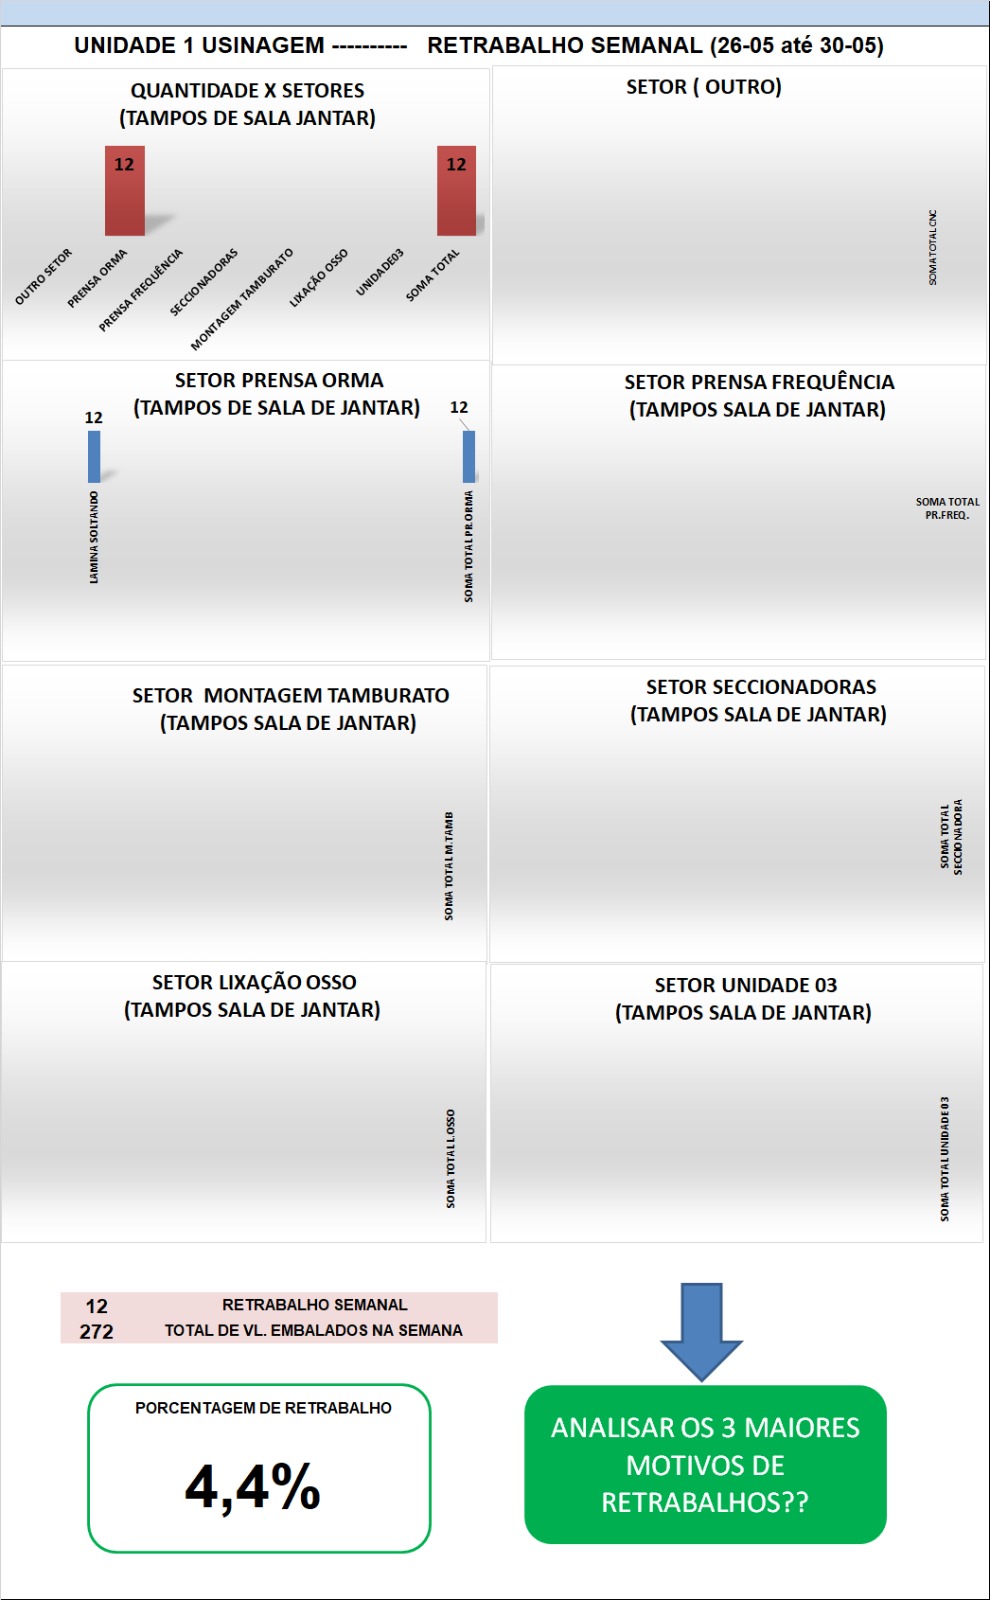 UNIDADE 1 USINAGEM ---------- RETRABALHO SEMANAL (26-05 até 30-05)
QUANTIDADE X SETORES
(TAMPOS DE SALA JANTAR)
12
12
OUTRO SETOR
PRENSA ORMA
PRENSA FREQUÊNCIA
SECCIONADORAS
MONTAGEM TAMBURATO
LIXAÇÃO OSSO
UNIDADE03
SOMA TOTAL
SETOR ( OUTRO)
SOMA TOTAL CNC
SETOR PRENSA ORMA
(TAMPOS DE SALA DE JANTAR)
12
12
LAMINA SOLTANDO
SOMA TOTAL PR.ORMA
SETOR PRENSA FREQUÊNCIA
(TAMPOS SALA DE JANTAR)
SOMA TOTAL
PR.FREQ.
SETOR MONTAGEM TAMBURATO
(TAMPOS SALA DE JANTAR)
SOMA TOTAL M.TAMB
SETOR SECCIONADORAS
(TAMPOS SALA DE JANTAR)
SOMA TOTAL
SECCIONADORA
SETOR LIXAÇÃO OSSO
(TAMPOS SALA DE JANTAR)
SOMA TOTAL L.OSSO
SETOR UNIDADE 03
(TAMPOS SALA DE JANTAR)
SOMA TOTAL UNIDADE 03
12 RETRABALHO SEMANAL
272 TOTAL DE VL. EMBALADOS NA SEMANA
PORCENTAGEM DE RETRABALHO
4,4%
ANALISAR OS 3 MAIORES
MOTIVOS DE
RETRABALHOS??